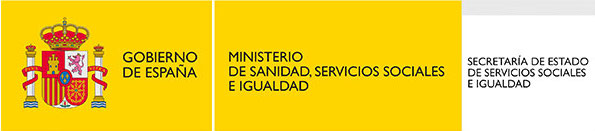 GOBIERNO
DE ESPAÑA
MINISTERIO
DE SANIDAD, SERVICIOS SOCIALES
E IGUALDAD
SECRETARÍA DE ESTADO
DE SERVICIOS SOCIALES
E IGUALDAD